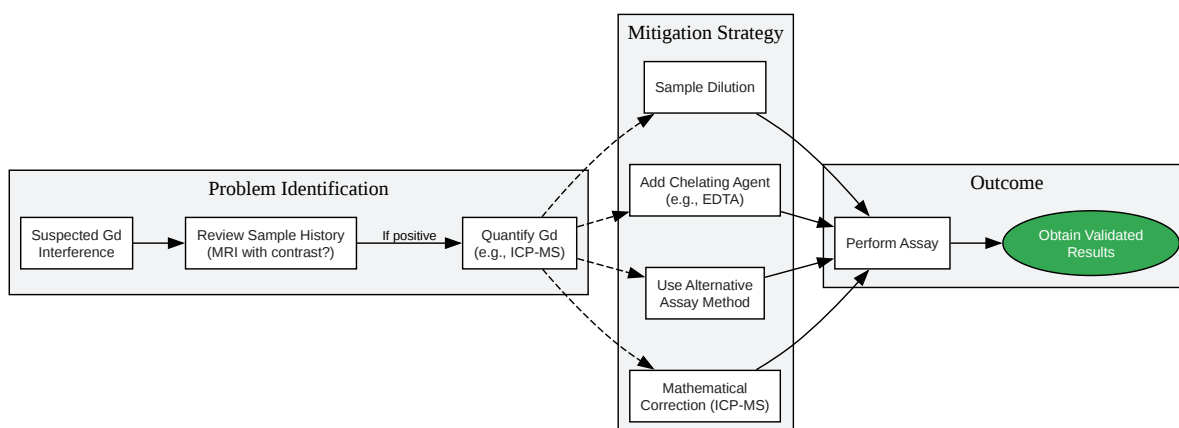 Problem Identification
Suspected Gd
Interference
Review Sample History
(MRI with contrast?)
If positive
Quantify Gd
(e.g., ICP-MS)
Mitigation Strategy
Sample Dilution
Add Chelating Agent
(e.g., EDTA)
Use Alternative
Assay Method
Mathematical
Correction (ICP-MS)
Outcome
Perform Assay
Obtain Validated
Results